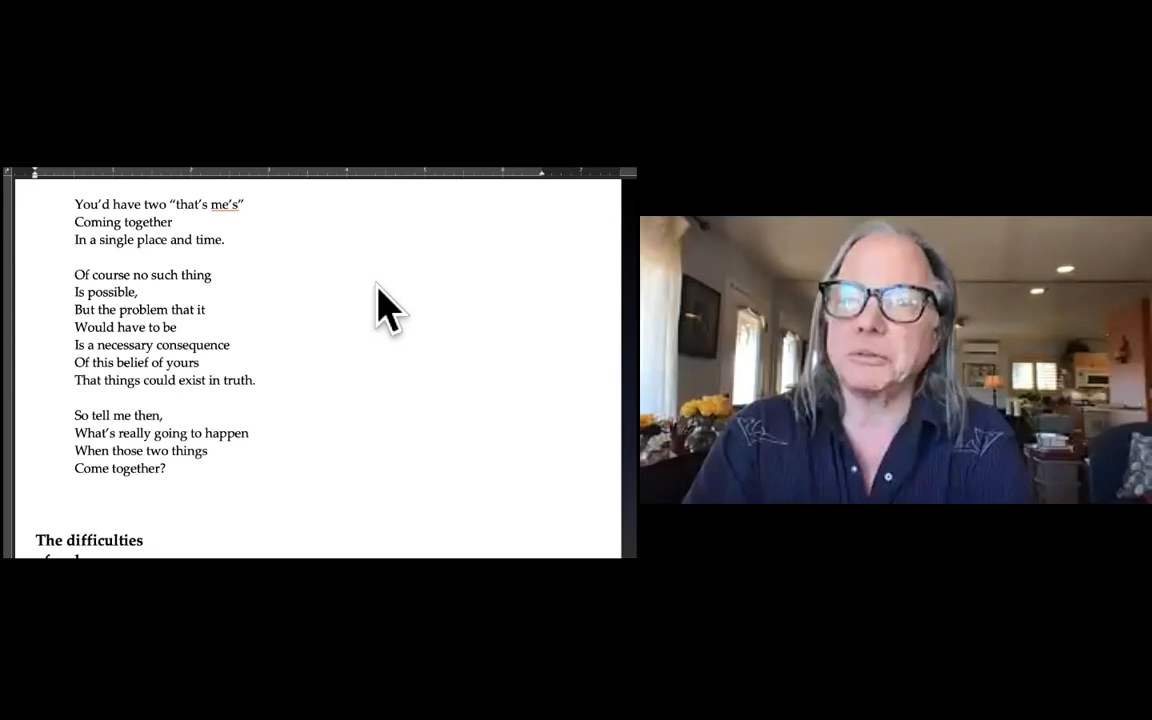 You’d have two “that’s me’s”
Coming together
In a single place and time.
Of course no such thing
Is possible,
But the problem that it
Would have to be
Is a necessary consequence
Of this belief of yours
That things could exist in truth.
So tell me then,
What’s really going to happen
When those two things
Come together?
The difficulties